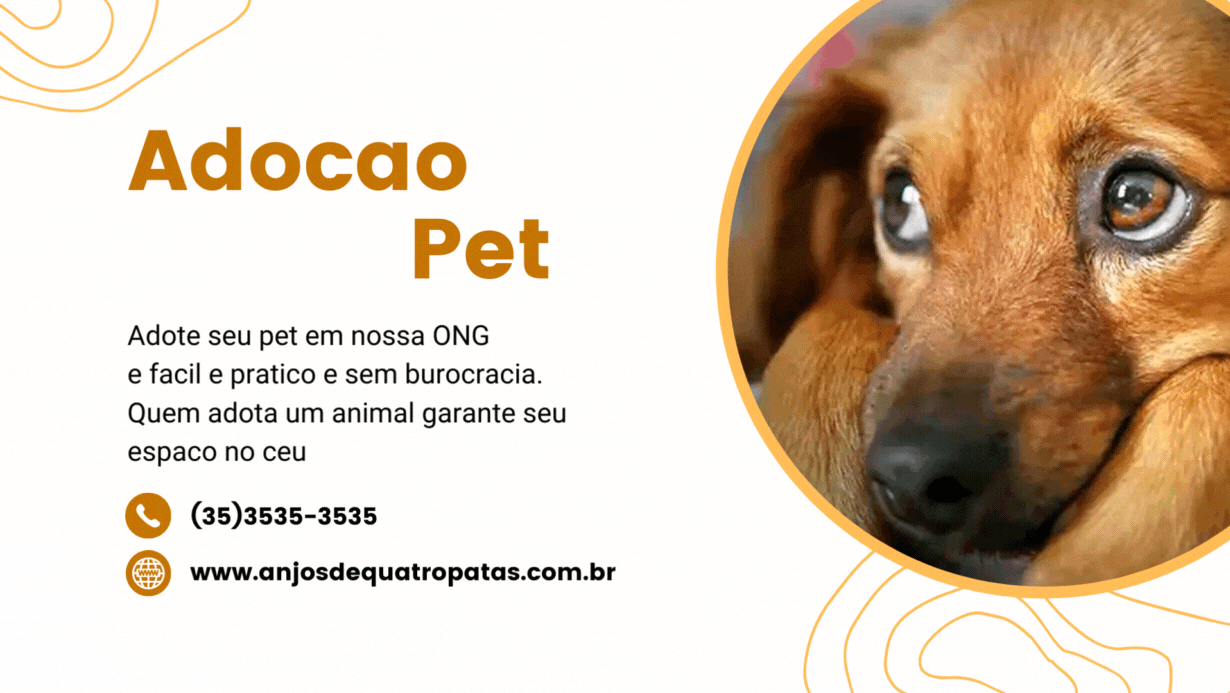 Adocao
Pet
Adote seu pet em nossa ONG
e facil e pratico e sem burocracia.
Quem adota um animal garante seu
espaco no ceu
(35)3535-3535
www.anjosdequatropatas.com.br